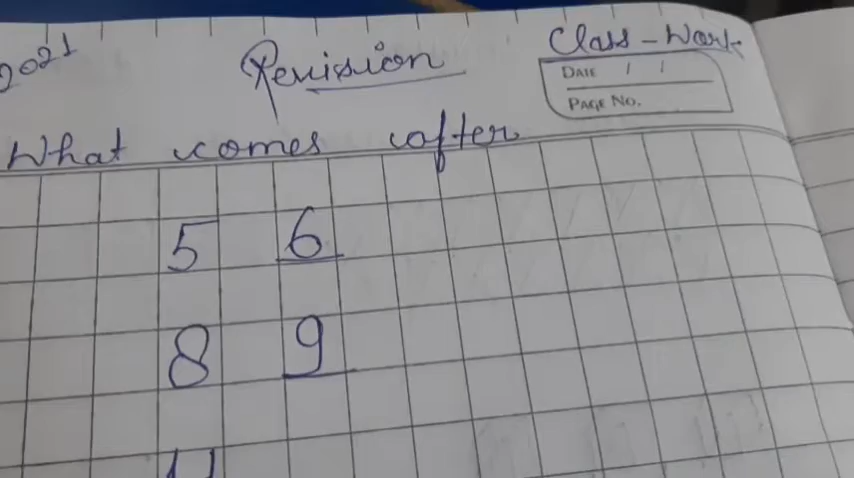 2021
Revision
Class-Work
DATE / /
PAGE NO.
What comes after
5 6
8 9